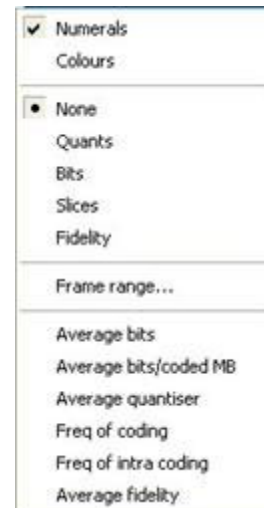 Numerals
Colours
None
Quants
Bits
Slices
Fidelity
Frame range...
Average bits
Average bits/coded MB
Average quantiser
Freq of coding
Freq of intra coding
Average fidelity